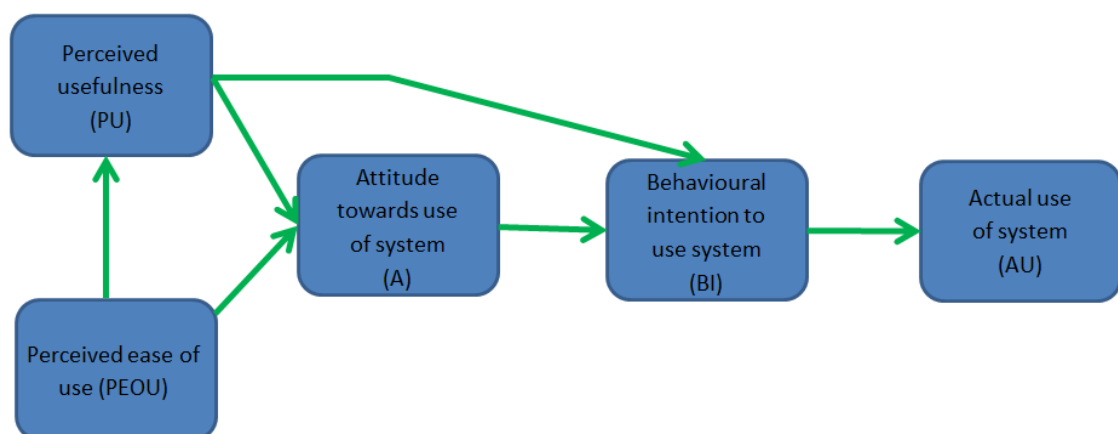 Perceived
usefulness
(PU)
Attitude
towards use
of system
(A)
Behavioural
intention to
use system
(BI)
Actual use
of system
(AU)
Perceived ease of
use (PEOU)